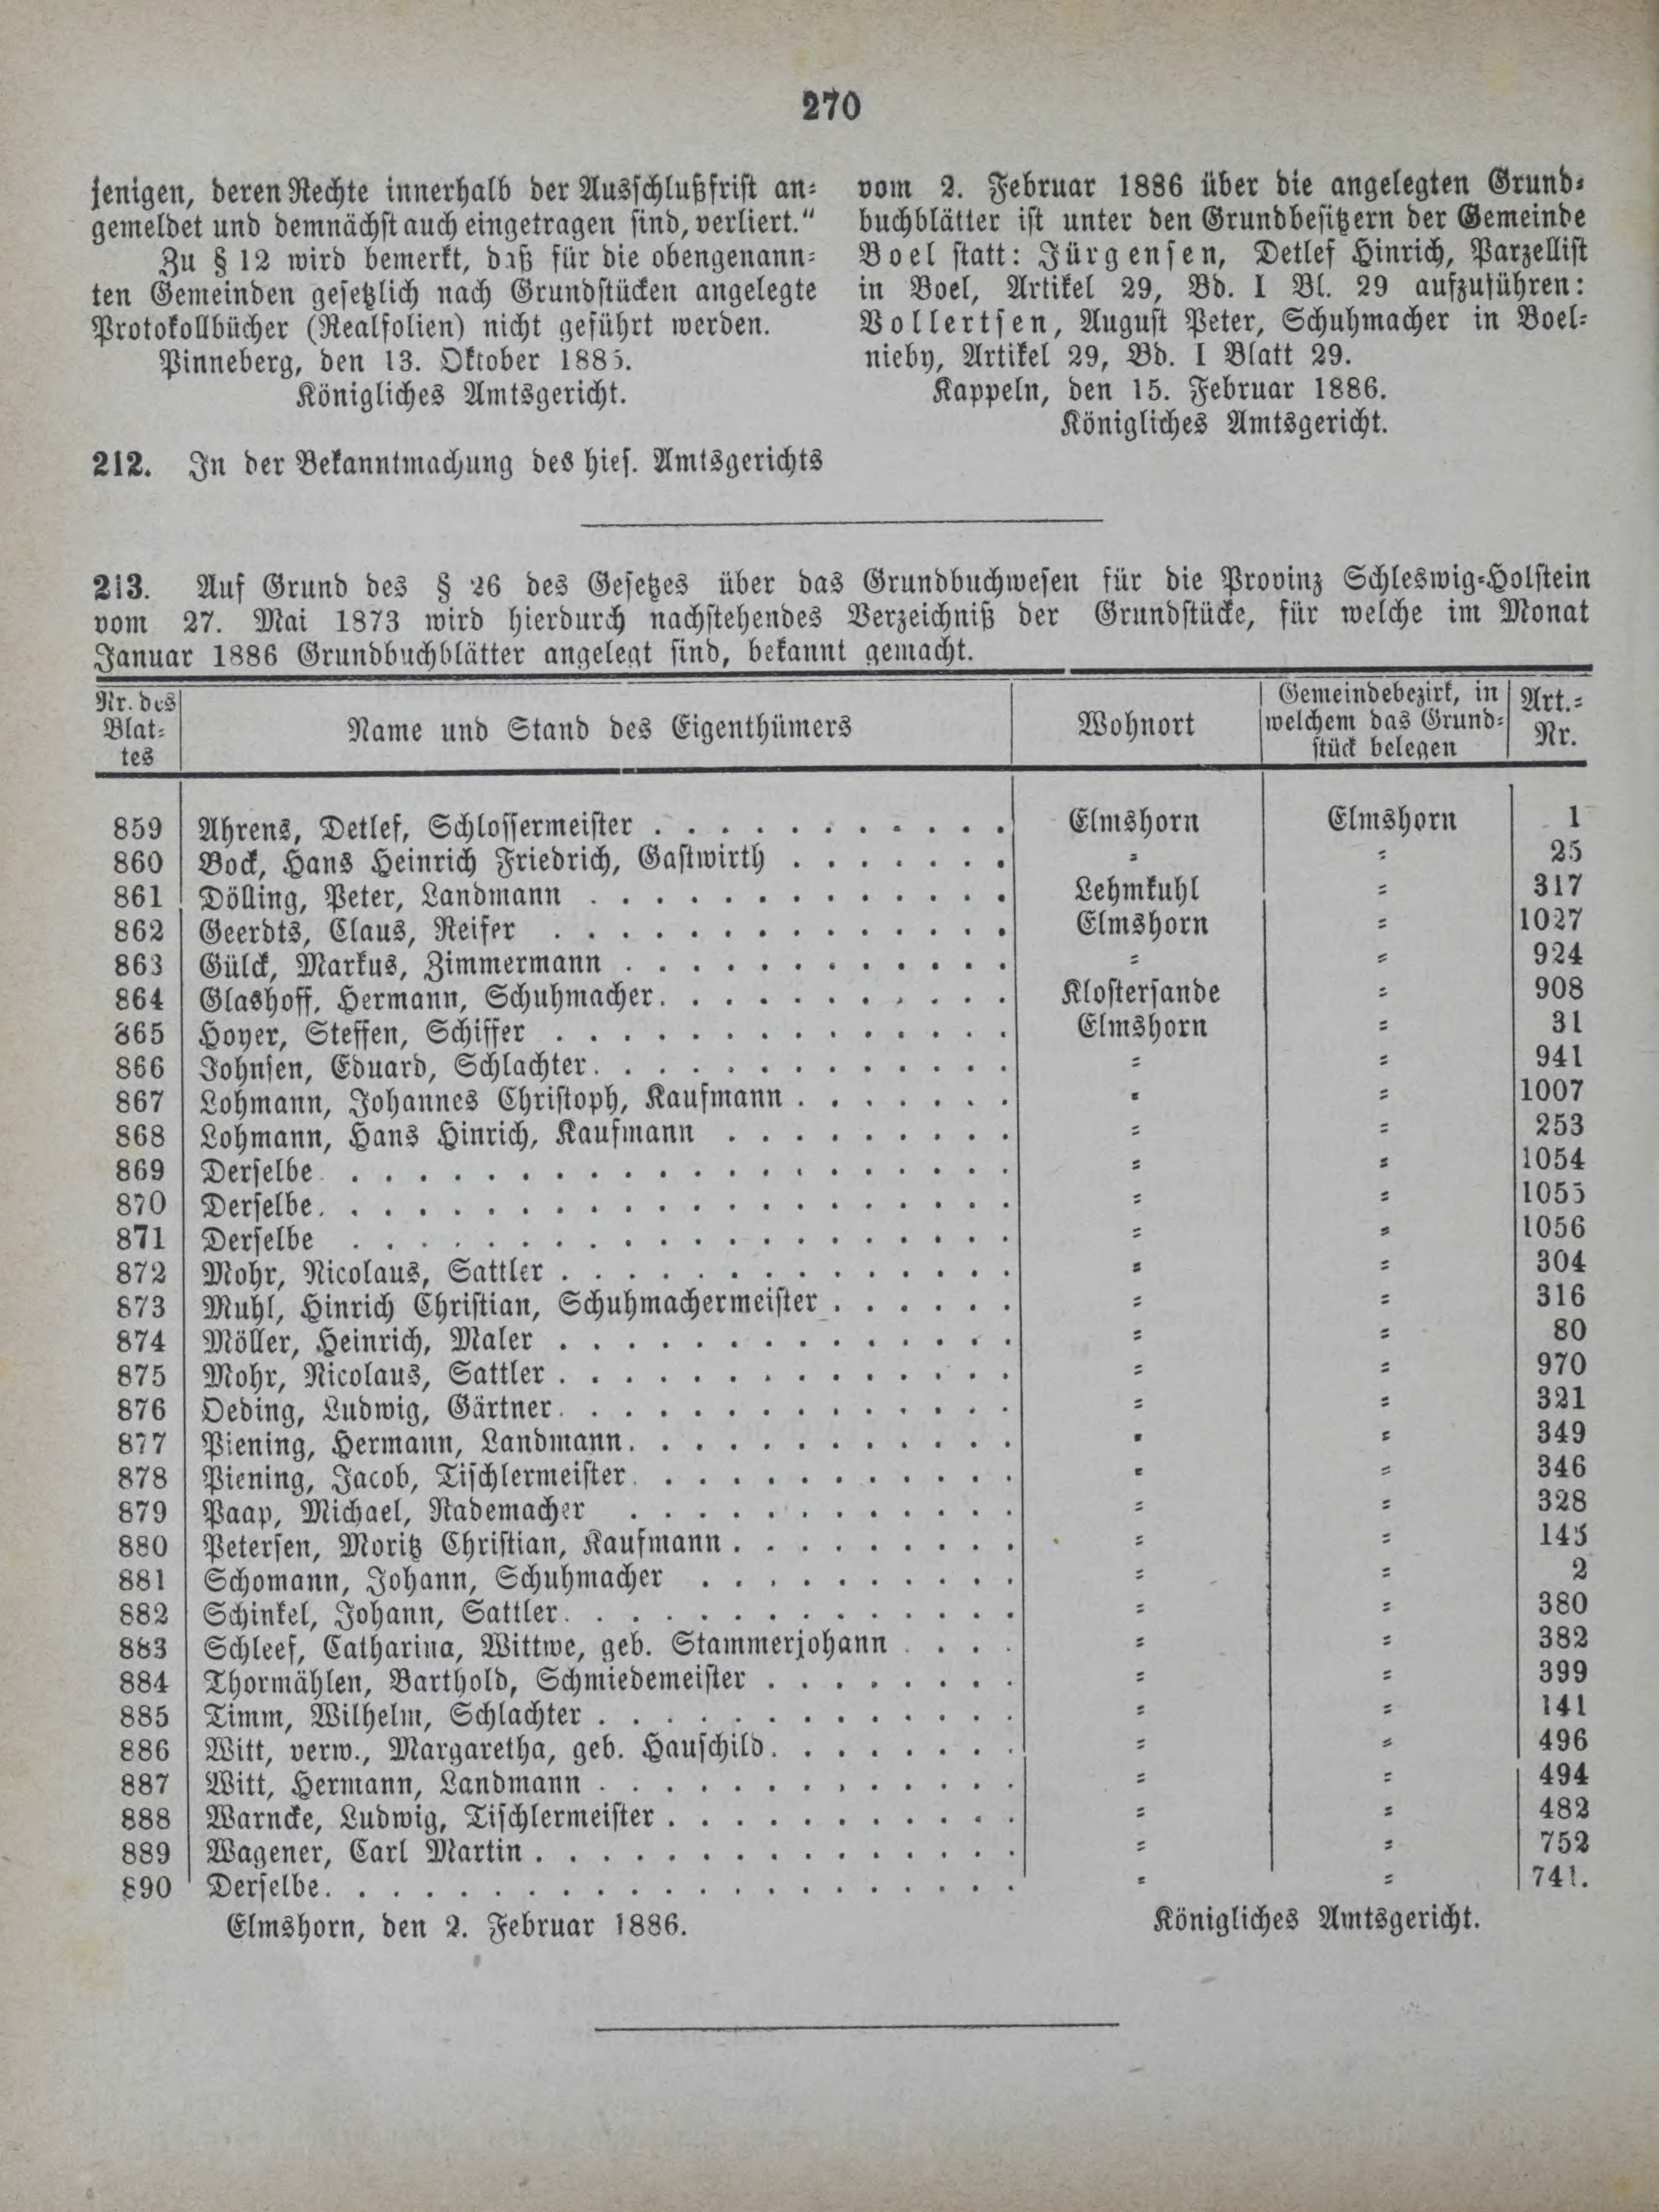 270
jenigen, deren Rechte innerhalb der Ausschlußfrist an-
gemeldet und demnächst auch eingetragen sind, verliert."
Zu § 12 wird bemerkt, daß für die obengenann-
ten Gemeinden gesetzlich nach Grundstücken angelegte
Protokollbücher (Realfolien) nicht geführt werden.
Pinneberg, den 13. Oktober 1885.
Königliches Amtsgericht.
212. In der Bekanntmachung des hies. Amtsgerichts
vom 2. Februar 1886 über die angelegten Grund-
buchblätter ist unter den Grundbesitzern der Gemeinde
Boel statt: Jürgensen, Detlef Hinrich, Parzellist
in Boel, Artikel 29, Bd. I Bl. 29 aufzuführen:
Vollertsen, August Peter, Schuhmacher in Boel-
nieby, Artikel 29, Bd. I Blatt 29.
Kappeln, den 15. Februar 1886.
Königliches Amtsgericht.
213. Auf Grund des § 26 des Gesetzes über das Grundbuchwesen für die Provinz Schleswig-Holstein
vom 27. Mai 1873 wird hierdurch nachstehendes Verzeichniß der Grundstücke, für welche im Monat
Januar 1886 Grundbuchblätter angelegt sind, bekannt gemacht.
Nr. des
Blat-
tes
Name und Stand des Eigenthümers
Wohnort
Gemeindebezirk, in
welchem das Grund-
stück belegen
Art.-
Nr.
859 Ahrens, Detlef, Schlossermeister . . . . . . . . . . . Elmshorn Elmshorn 1
860 Bock, Hans Heinrich Friedrich, Gastwirth . . . . . . . = = 25
861 Dölling, Peter, Landmann . . . . . . . . . . . . . Lehmkuhl = 317
862 Geerdts, Claus, Reifer . . . . . . . . . . . . . . Elmshorn = 1027
863 Gülck, Markus, Zimmermann . . . . . . . . . . . . = = 924
864 Glashoff, Hermann, Schuhmacher. . . . . . . . . . . Klostersande = 908
865 Hoyer, Steffen, Schiffer . . . . . . . . . . . . . . Elmshorn = 31
866 Johnsen, Eduard, Schlachter. . . . . . . . . . . . . = = 941
867 Lohmann, Johannes Christoph, Kaufmann . . . . . . . = = 1007
868 Lohmann, Hans Hinrich, Kaufmann . . . . . . . . . = = 253
869 Derselbe. . . . . . . . . . . . . . . . . . . . . = = 1054
870 Derselbe. . . . . . . . . . . . . . . . . . . . . = = 1055
871 Derselbe . . . . . . . . . . . . . . . . . . . . = = 1056
872 Mohr, Nicolaus, Sattler . . . . . . . . . . . . . . = = 304
873 Muhl, Hinrich Christian, Schuhmachermeister . . . . . . = = 316
874 Möller, Heinrich, Maler . . . . . . . . . . . . . . = = 80
875 Mohr, Nicolaus, Sattler . . . . . . . . . . . . . . = = 970
876 Oeding, Ludwig, Gärtner. . . . . . . . . . . . . . = = 321
877 Piening, Hermann, Landmann. . . . . . . . . . . . = = 349
878 Piening, Jacob, Tischlermeister. . . . . . . . . . . . = = 346
879 Paap, Michael, Rademacher . . . . . . . . . . . . = = 328
880 Petersen, Moritz Christian, Kaufmann . . . . . . . . . = = 145
881 Schomann, Johann, Schuhmacher . . . . . . . . . . = = 2
882 Schinkel, Johann, Sattler. . . . . . . . . . . . . . = = 380
883 Schleef, Catharina, Wittwe, geb. Stammerjohann . . . . = = 382
884 Thormählen, Barthold, Schmiedemeister . . . . . . . . = = 399
885 Timm, Wilhelm, Schlachter . . . . . . . . . . . . . = = 141
886 Witt, verw., Margaretha, geb. Hauschild. . . . . . . . = = 496
887 Witt, Hermann, Landmann . . . . . . . . . . . . . = = 494
888 Warncke, Ludwig, Tischlermeister . . . . . . . . . . . = = 482
889 Wagener, Carl Martin . . . . . . . . . . . . . . . = = 752
890 Derselbe. . . . . . . . . . . . . . . . . . . . . = = 741.
Elmshorn, den 2. Februar 1886. Königliches Amtsgericht.